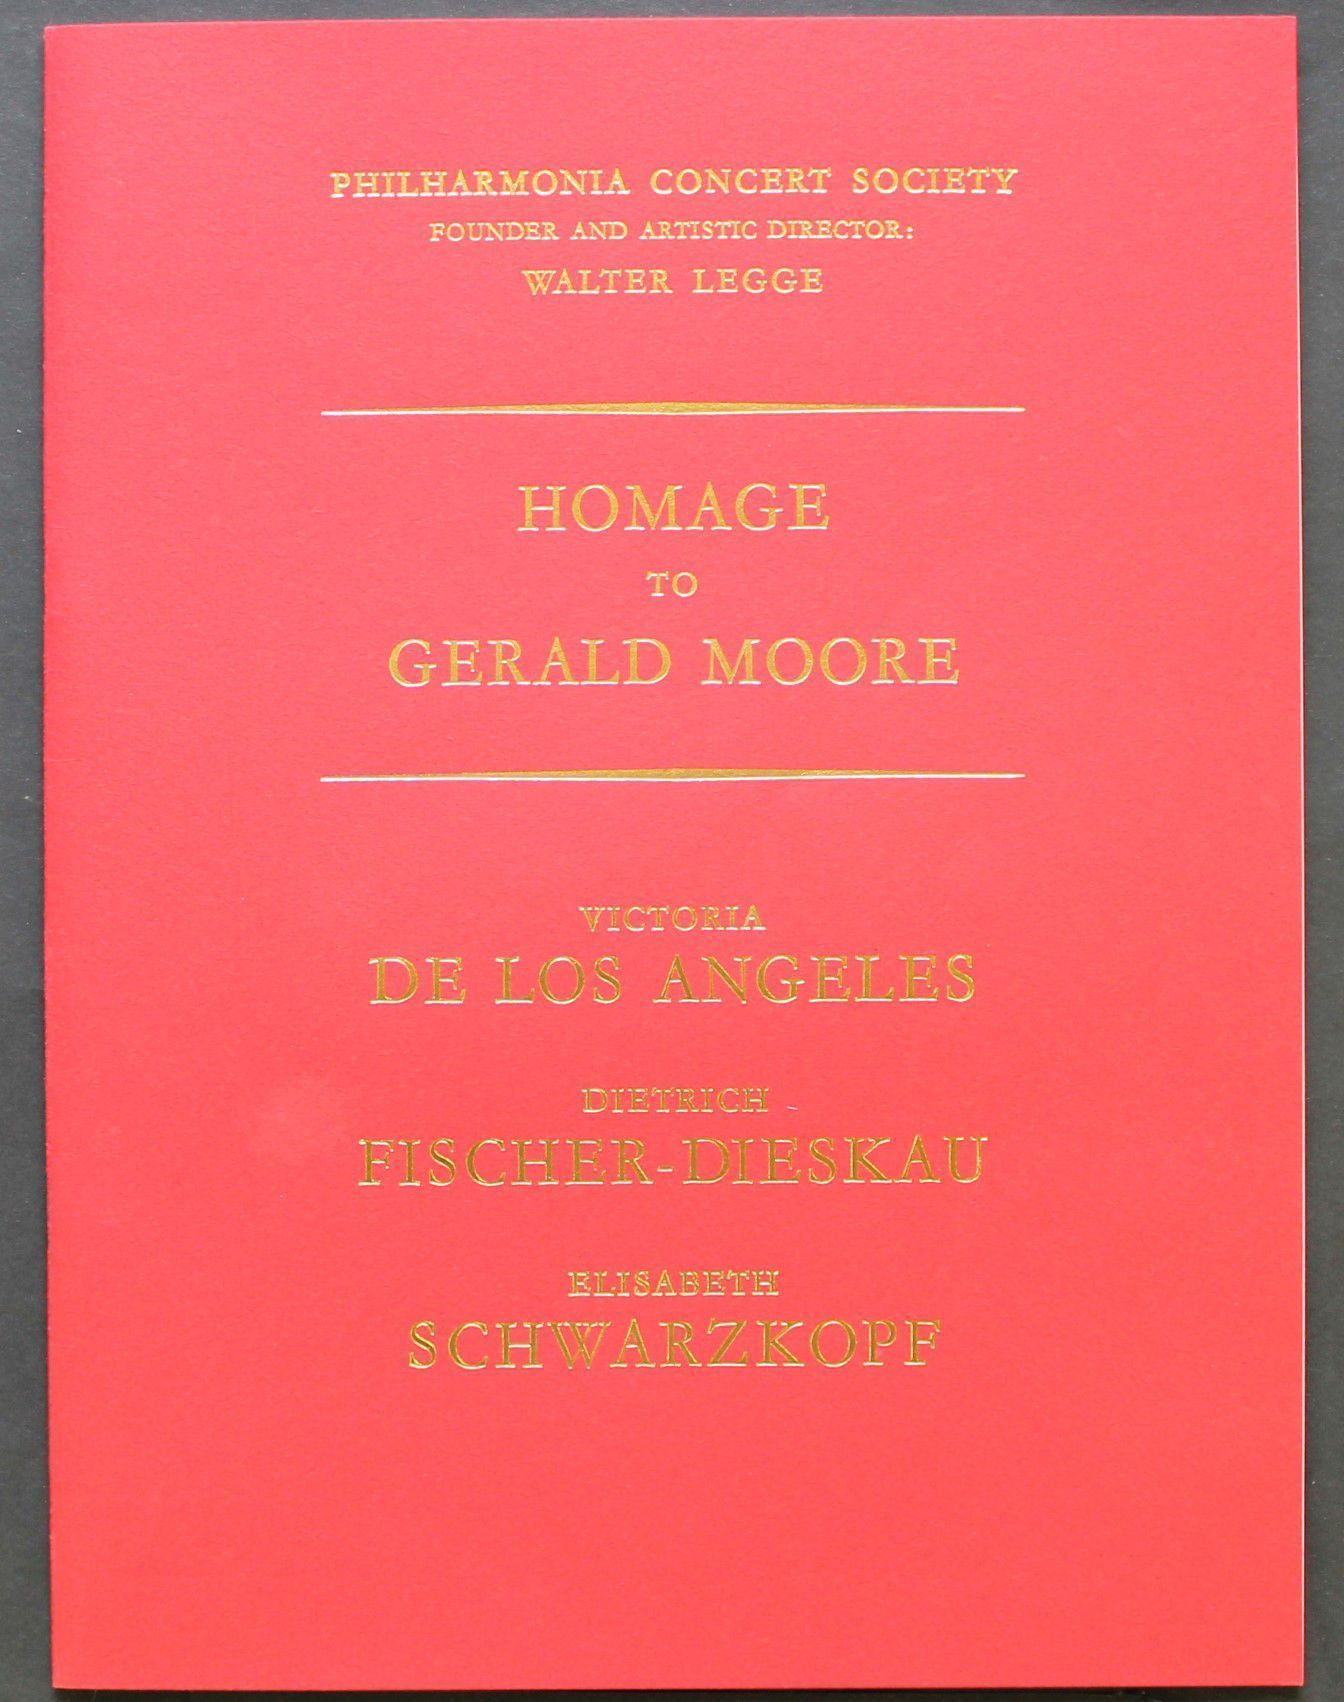 PHILHARMONIA CONCERT SOCIETY
FOUNDER AND ARTISTIC DIRECTOR:
WALTER LEGGE
HOMAGE
TO
GERALD MOORE
VICTORIA
DE LOS ANGELES
DIETRICH
FISCHER-DIESKAU
ELISABETH
SCHWARZKOPF